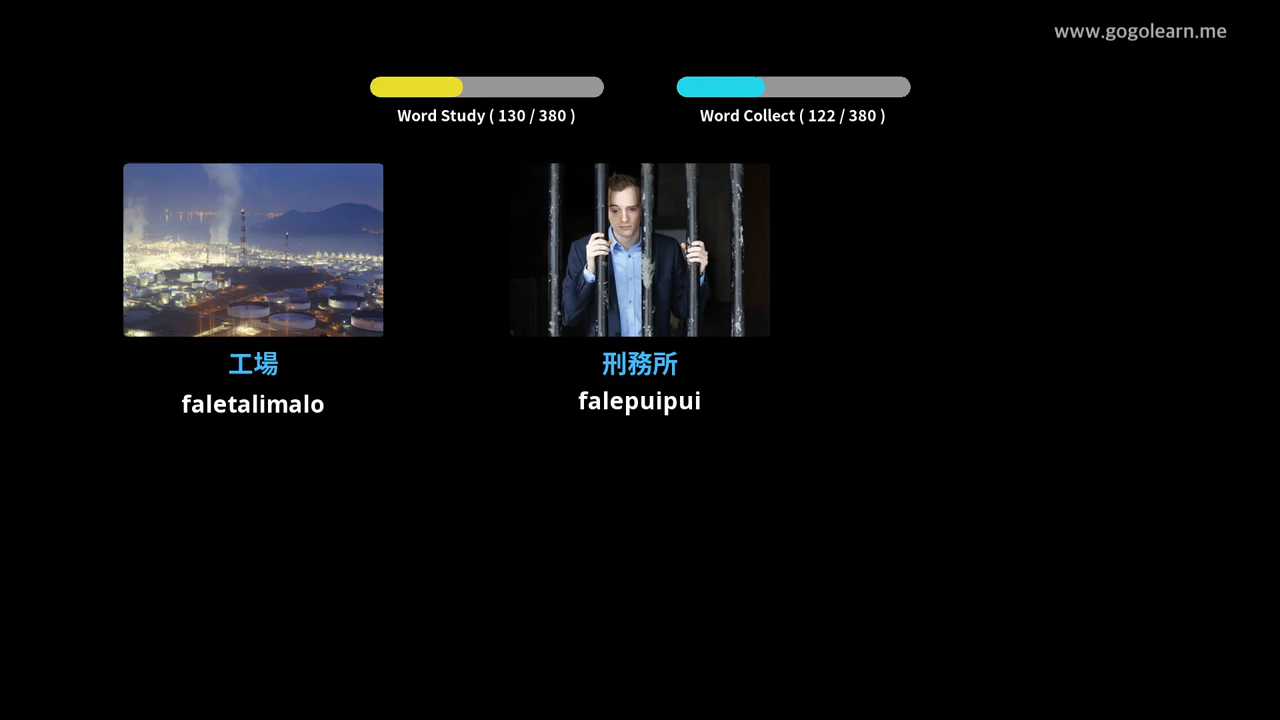 www.gogolearn.me
Word Study ( 130 / 380 )
Word Collect ( 122 / 380 )
工場
faletalimalo
刑務所
falepuipui